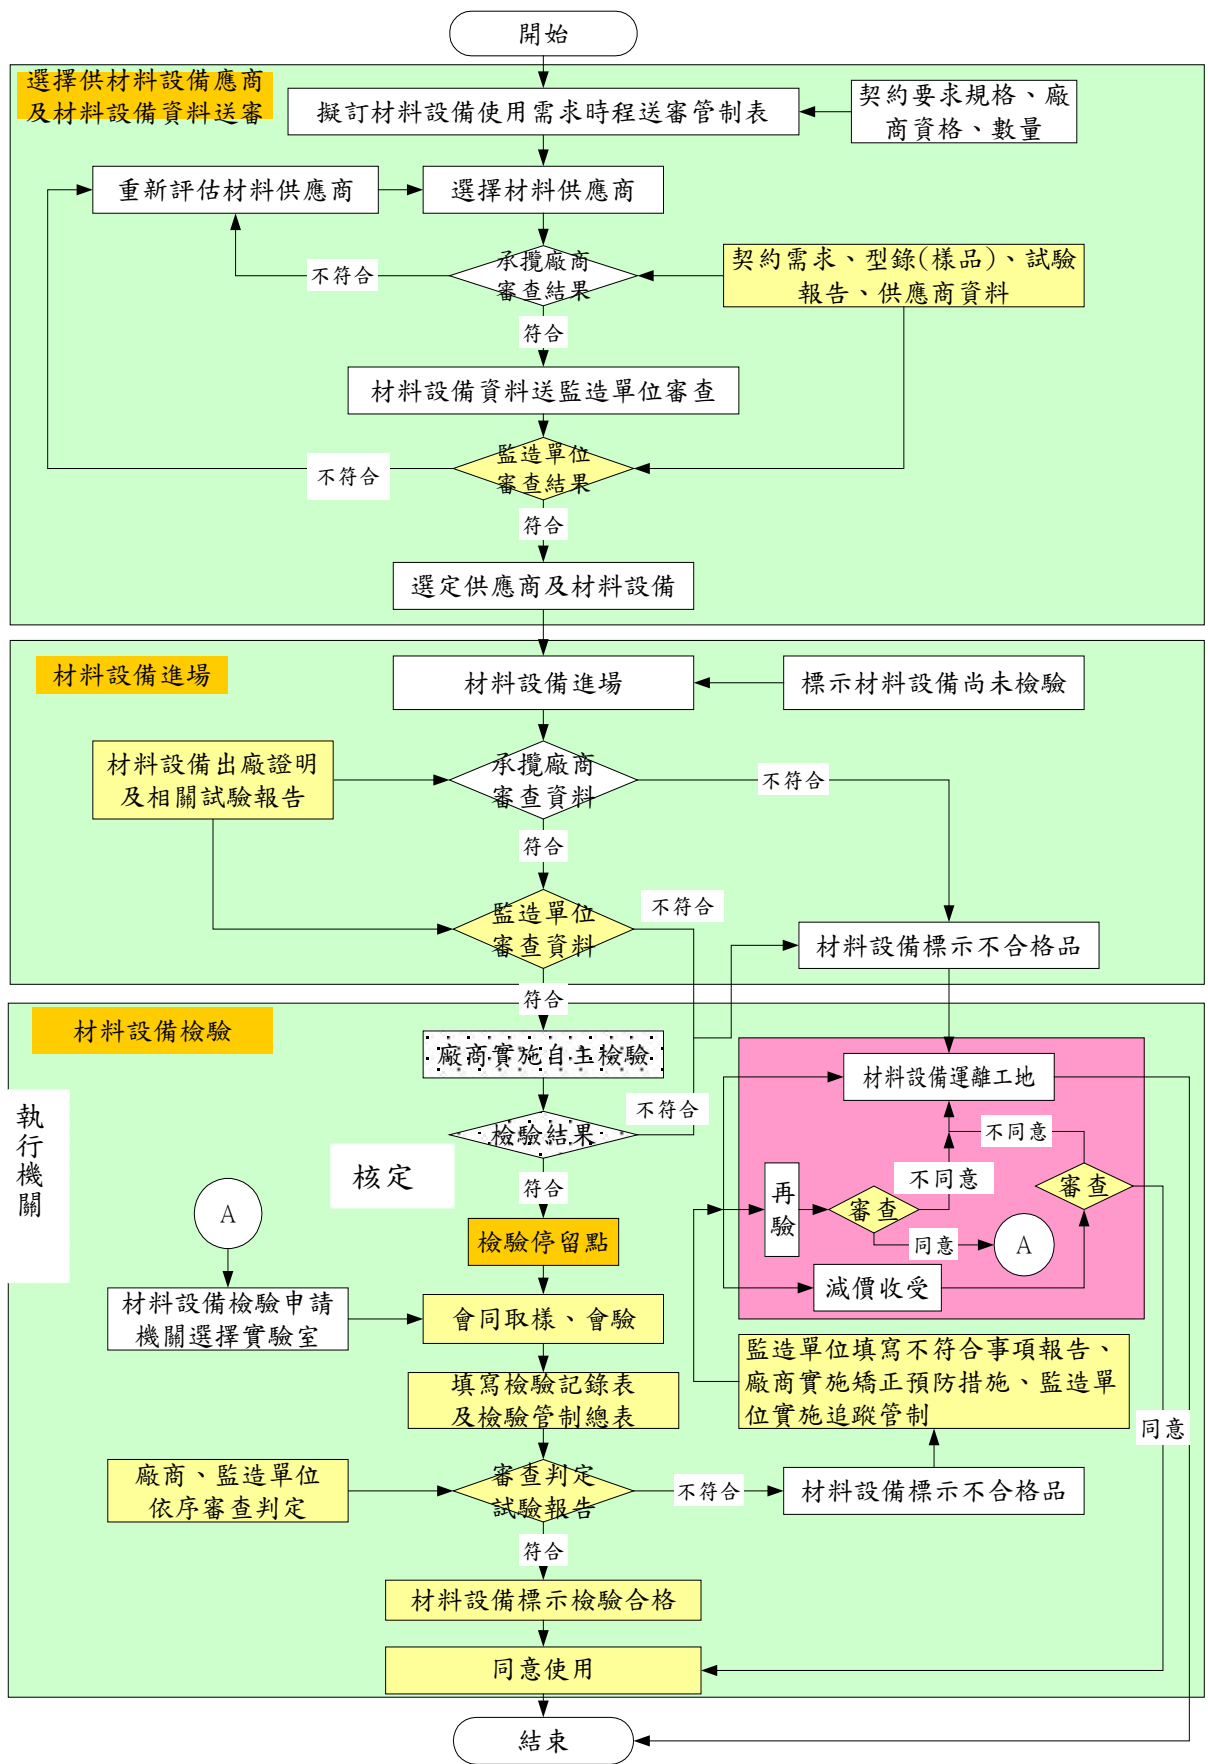 開始
選擇供材料設備應商
及材料設備資料送審
擬訂材料設備使用需求時程送審管制表
契約要求規格、廠
商資格、數量
重新評估材料供應商
選擇材料供應商
不符合
承攬廠商
審查結果
契約需求、型錄(樣品)、試驗
報告、供應商資料
符合
材料設備資料送監造單位審查
不符合
監造單位
審查結果
符合
選定供應商及材料設備
材料設備進場
材料設備進場
標示材料設備尚未檢驗
材料設備出廠證明
及相關試驗報告
承攬廠商
審查資料
不符合
符合
監造單位
審查資料
不符合
材料設備標示不合格品
符合
材料設備檢驗
廠商實施自主檢驗
材料設備運離工地
執
行
機
關
檢驗結果
不符合
不同意
核定
符合
再
驗
審查
不同意
審查
A
檢驗停留點
同意
A
材料設備檢驗申請
機關選擇實驗室
會同取樣、會驗
減價收受
填寫檢驗記錄表
及檢驗管制總表
監造單位填寫不符合事項報告、
廠商實施矯正預防措施、監造單
位實施追蹤管制
同意
廠商、監造單位
依序審查判定
審查判定
試驗報告
不符合
材料設備標示不合格品
符合
材料設備標示檢驗合格
同意使用
結束